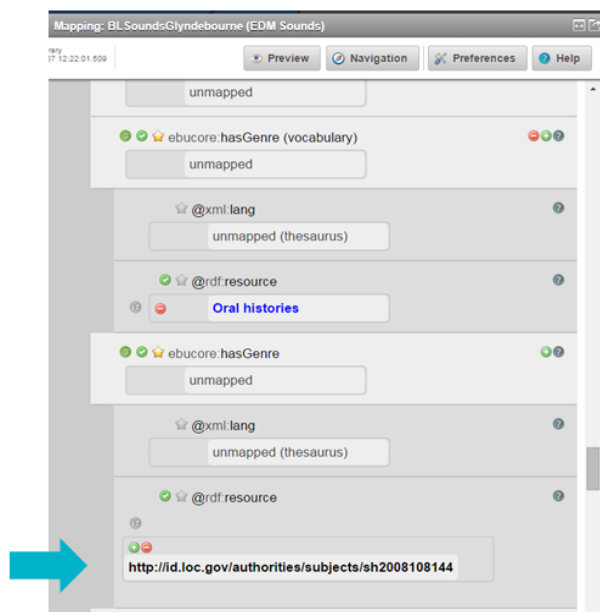 Mapping: BLSoundsGlyndebourne (EDM Sounds)
rary
07 12:22:01.509
Preview Navigation Preferences Help
unmapped
ebucore:hasGenre (vocabulary)
unmapped
@xml:lang
unmapped (thesaurus)
@rdf:resource
Oral histories
ebucore:hasGenre
unmapped
@xml:lang
unmapped (thesaurus)
@rdf:resource
http://id.loc.gov/authorities/subjects/sh2008108144